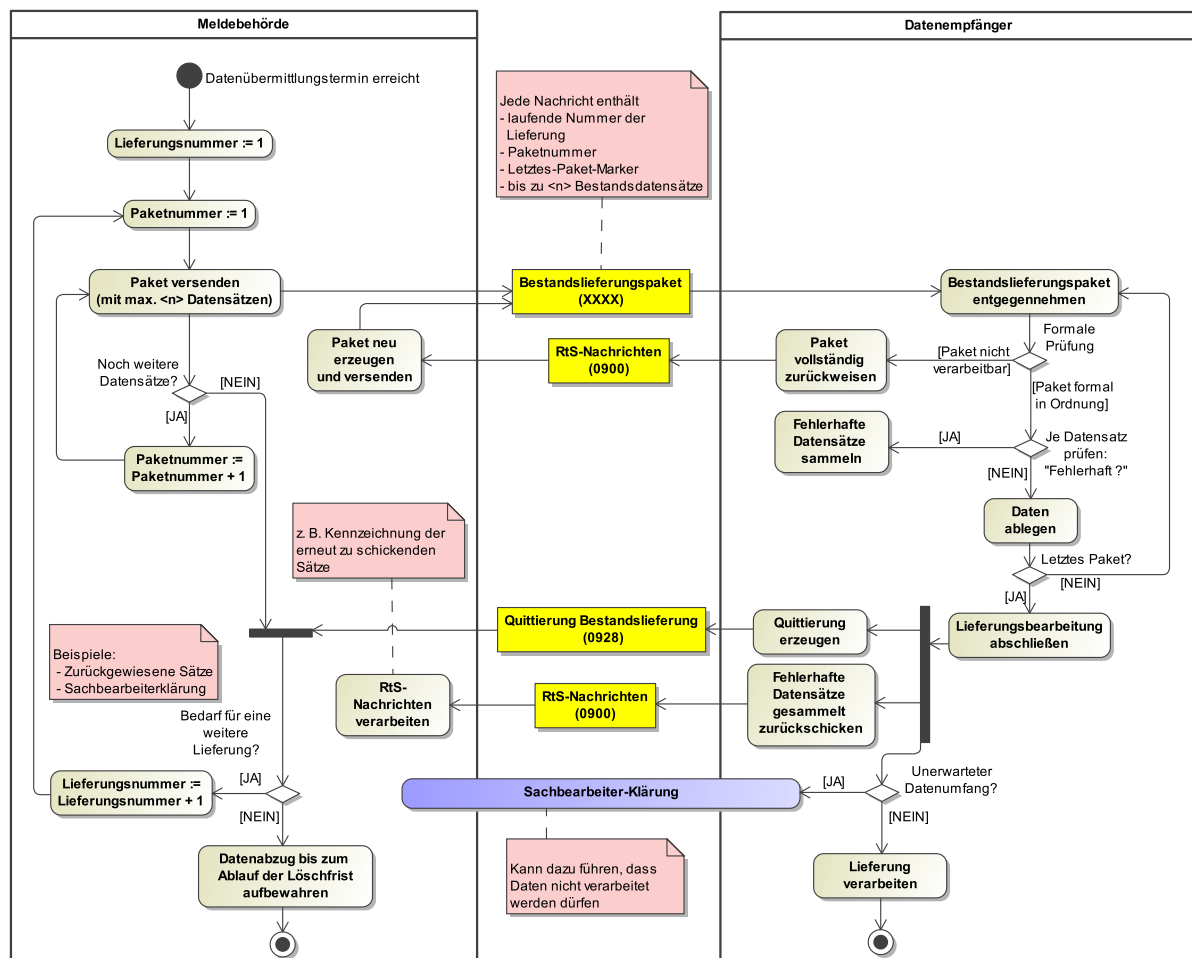 Meldebehörde
Datenempfänger
Datenübermittlungstermin erreicht
Lieferungsnummer := 1
Paketnummer := 1
Paket versenden
(mit max. <n> Datensätzen)
Noch weitere
Datensätze?
[NEIN]
[JA]
Paketnummer :=
Paketnummer + 1
Jede Nachricht enthält
- laufende Nummer der
Lieferung
- Paketnummer
- Letztes-Paket-Marker
- bis zu <n> Bestandsdatensätze
Bestandslieferungspaket
(XXXX)
Paket neu
erzeugen
und versenden
RtS-Nachrichten
(0900)
Paket
vollständig
zurückweisen
Bestandslieferungspaket
entgegennehmen
Formale
Prüfung
[Paket nicht
verarbeitbar]
[Paket formal
in Ordnung]
Fehlerhafte
Datensätze
sammeln
[JA]
Je Datensatz
prüfen:
"Fehlerhaft ?"
[NEIN]
Daten
ablegen
Letztes Paket?
[NEIN]
[JA]
Lieferungsbearbeitung
abschließen
z. B. Kennzeichnung der
erneut zu schickenden
Sätze
Quittierung Bestandslieferung
(0928)
Quittierung
erzeugen
Beispiele:
- Zurückgewiesene Sätze
- Sachbearbeiterklärung
RtS-
Nachrichten
verarbeiten
RtS-Nachrichten
(0900)
Fehlerhafte
Datensätze
gesammelt
zurückschicken
Bedarf für eine
weitere
Lieferung?
[JA]
Lieferungsnummer :=
Lieferungsnummer + 1
[NEIN]
Sachbearbeiter-Klärung
[JA]
Unerwarteter
Datenumfang?
[NEIN]
Datenabzug bis zum
Ablauf der Löschfrist
aufbewahren
Kann dazu führen, dass
Daten nicht verarbeitet
werden dürfen
Lieferung
verarbeiten